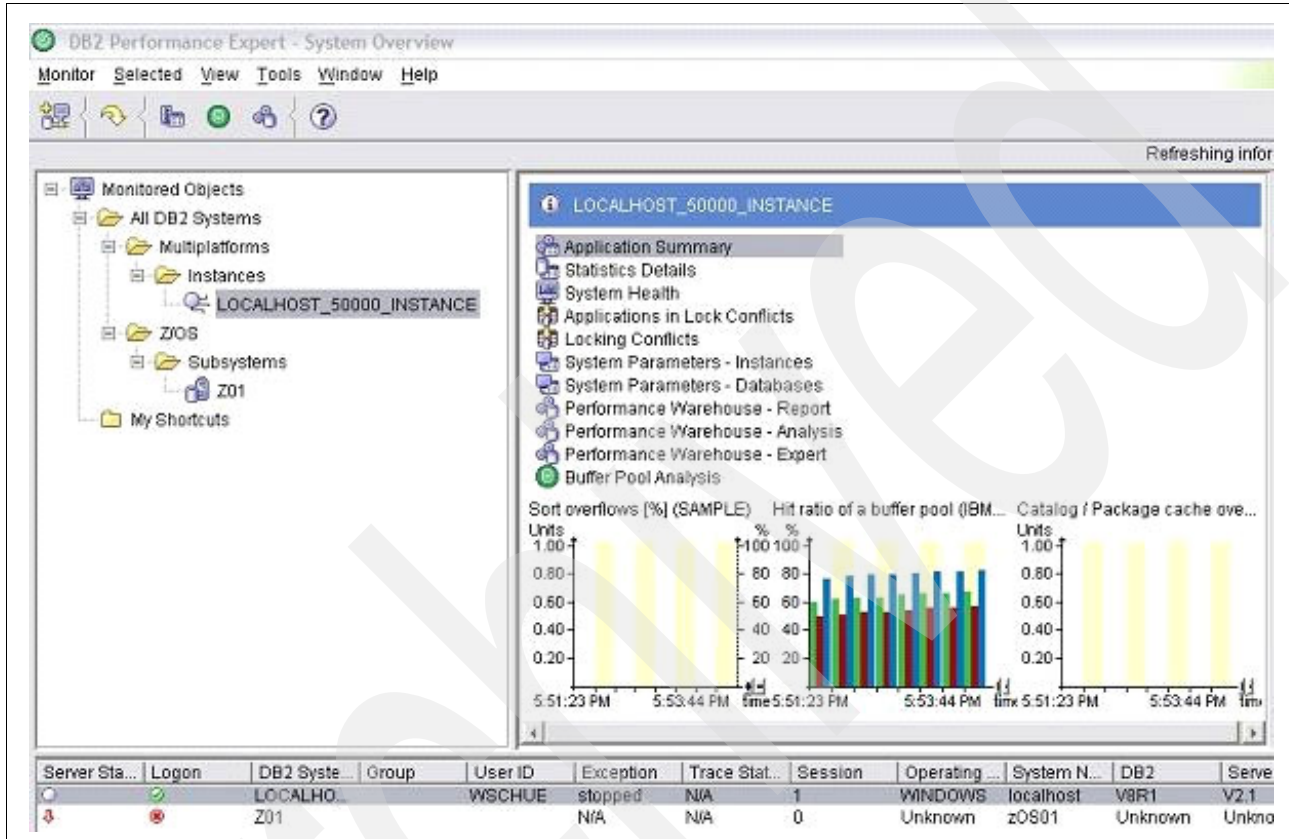 DB2 Performance Expert - System Overview
Monitor Selected View Tools Window Help
Refreshing infor
Monitored Objects
All DB2 Systems
Multiplatforms
Instances
LOCALHOST_50000_INSTANCE
Z/OS
Subsystems
Z01
My Shortcuts
LOCALHOST_50000_INSTANCE
Application Summary
Statistics Details
System Health
Applications in Lock Conflicts
Locking Conflicts
System Parameters - Instances
System Parameters - Databases
Performance Warehouse - Report
Performance Warehouse - Analysis
Performance Warehouse - Expert
Buffer Pool Analysis
Sort overflows [%] (SAMPLE) Hit ratio of a buffer pool (IBM... Catalog / Package cache ove...
Units % % Units
1.00 100 100 1.00
0.80 80 80 0.80
0.60 60 60 0.60
0.40 40 40 0.40
0.20 20 20 0.20
5:51:23 PM 5:53:44 PM time 5:51:23 PM 5:53:44 PM time 5:51:23 PM 5:53:44 PM time
Server Sta... Logon DB2 Syste... Group User ID Exception Trace Stat... Session Operating ... System N... DB2 Serve
LOCALHO... WSCHUE stopped N/A 1 WINDOWS localhost V8R1 V2.1
Z01 N/A N/A 0 Unknown zOS01 Unknown Unkno